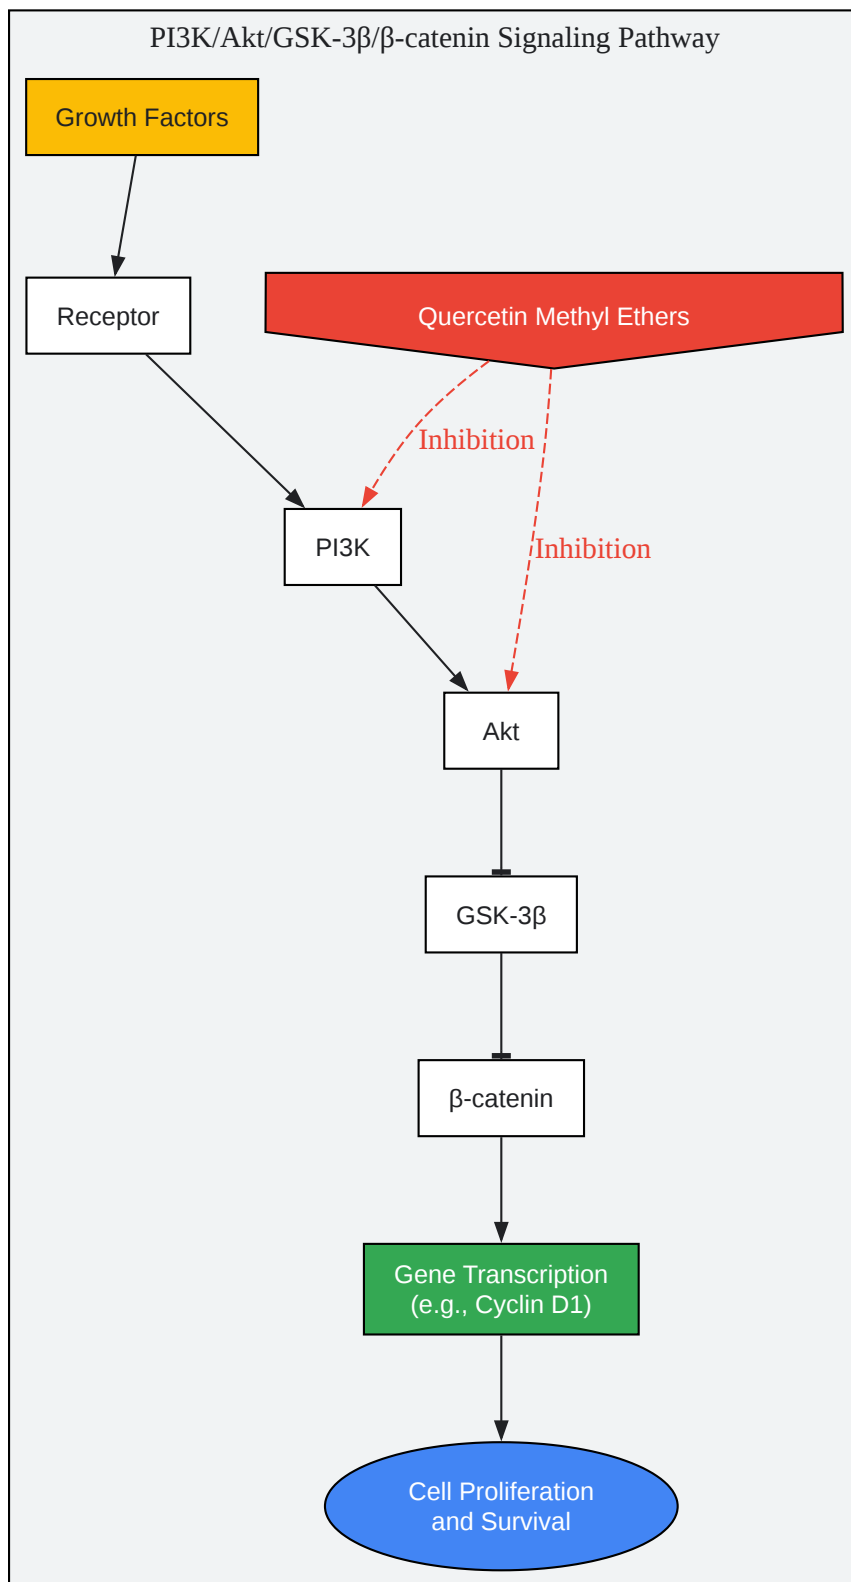 PI3K/Akt/GSK-3β/β-catenin Signaling Pathway
Growth Factors
Receptor
Quercetin Methyl Ethers
Inhibition
PI3K
Inhibition
Akt
GSK-3β
β-catenin
Gene Transcription
(e.g., Cyclin D1)
Cell Proliferation
and Survival